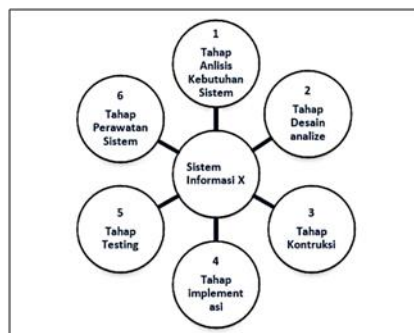 1
Tahap
Anlisis
Kebutuhan
Sistem
2
Tahap
Desain
analize
3
Tahap
Kontruksi
4
Tahap
implement
asi
5
Tahap
Testing
6
Tahap
Perawatan
Sistem
Sistem
Informasi X